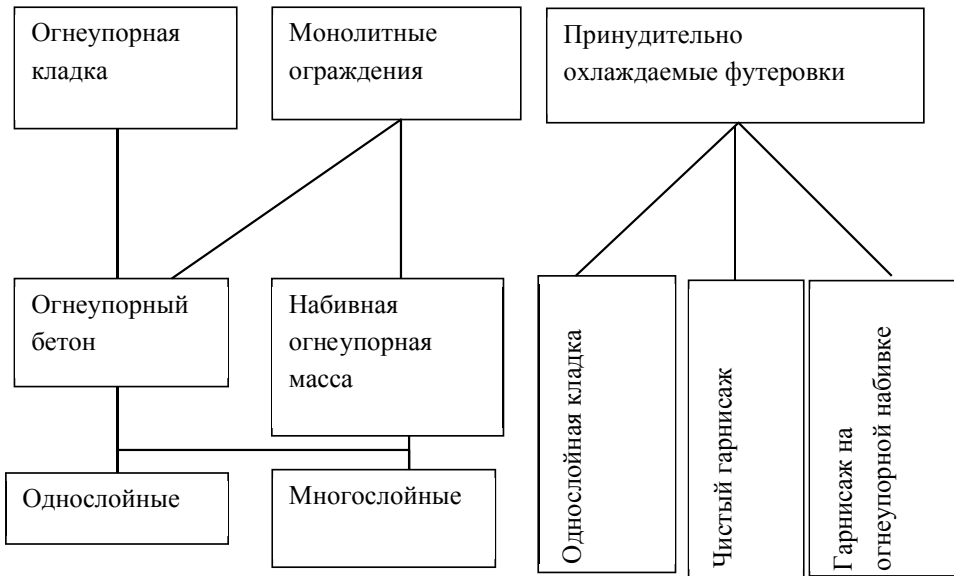 Огнеупорная
кладка
Монолитные
ограждения
Принудительно
охлаждаемые футеровки
Огнеупорный
бетон
Набивная
огнеупорная
масса
Однослойная кладка
Чистый гарнисаж
Гарнисаж на
огнеупорной набивке
Однослойные
Многослойные